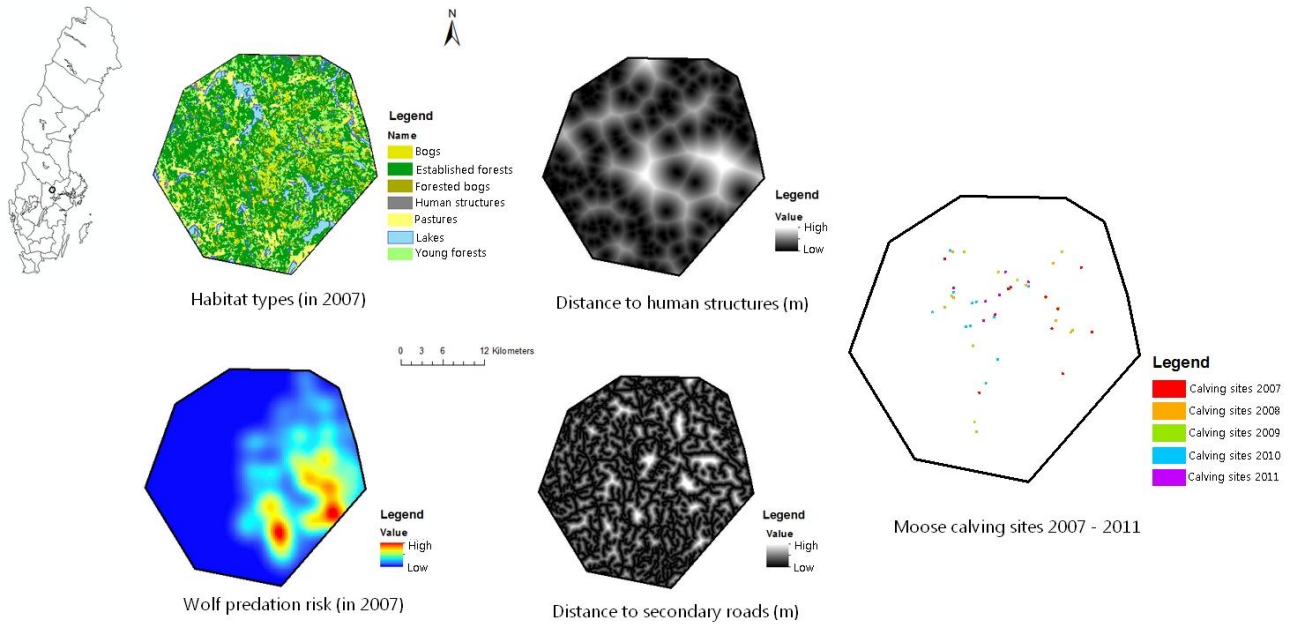 N
Legend
Name
Bogs
Established forests
Forested bogs
Human structures
Pastures
Lakes
Young forests
Habitat types (in 2007)
Legend
Value
High
Low
Distance to human structures (m)
0 3 6 12 Kilometers
Legend
Value
High
Low
Wolf predation risk (in 2007)
Legend
Value
High
Low
Distance to secondary roads (m)
Legend
Calving sites 2007
Calving sites 2008
Calving sites 2009
Calving sites 2010
Calving sites 2011
Moose calving sites 2007 - 2011